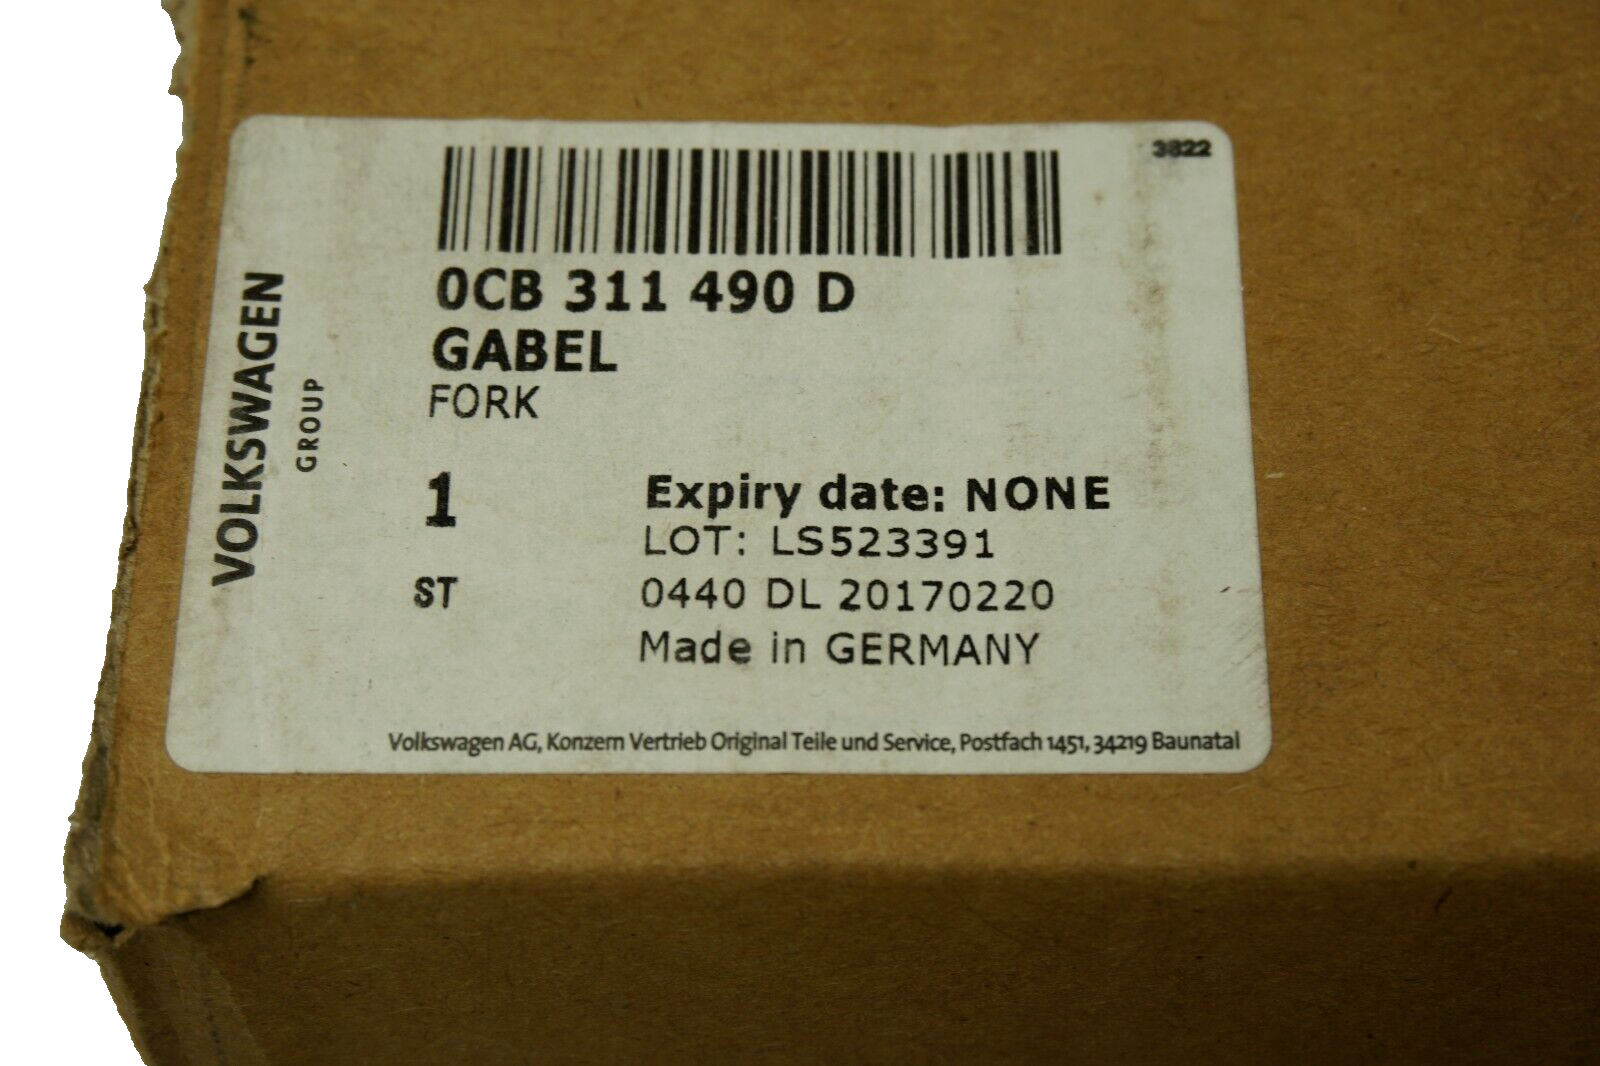 3822
0CB 311 490 D
GABEL
FORK
VOLKSWAGEN
GROUP
1
Expiry date: NONE
LOT: LS523391
ST
0440 DL 20170220
Made in GERMANY
Volkswagen AG, Konzern Vertrieb Original Teile und Service, Postfach 1451, 34219 Baunatal